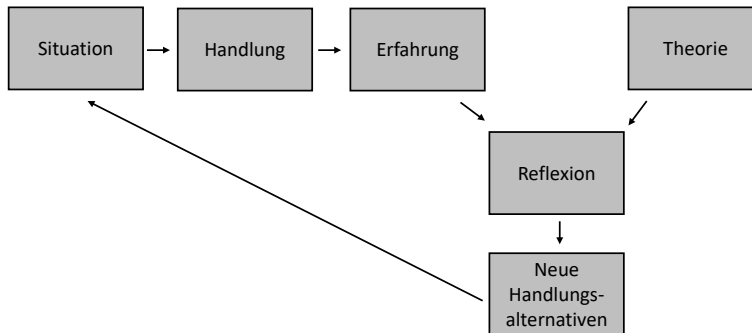 Situation
Handlung
Erfahrung
Theorie
Reflexion
Neue
Handlungs-
alternativen